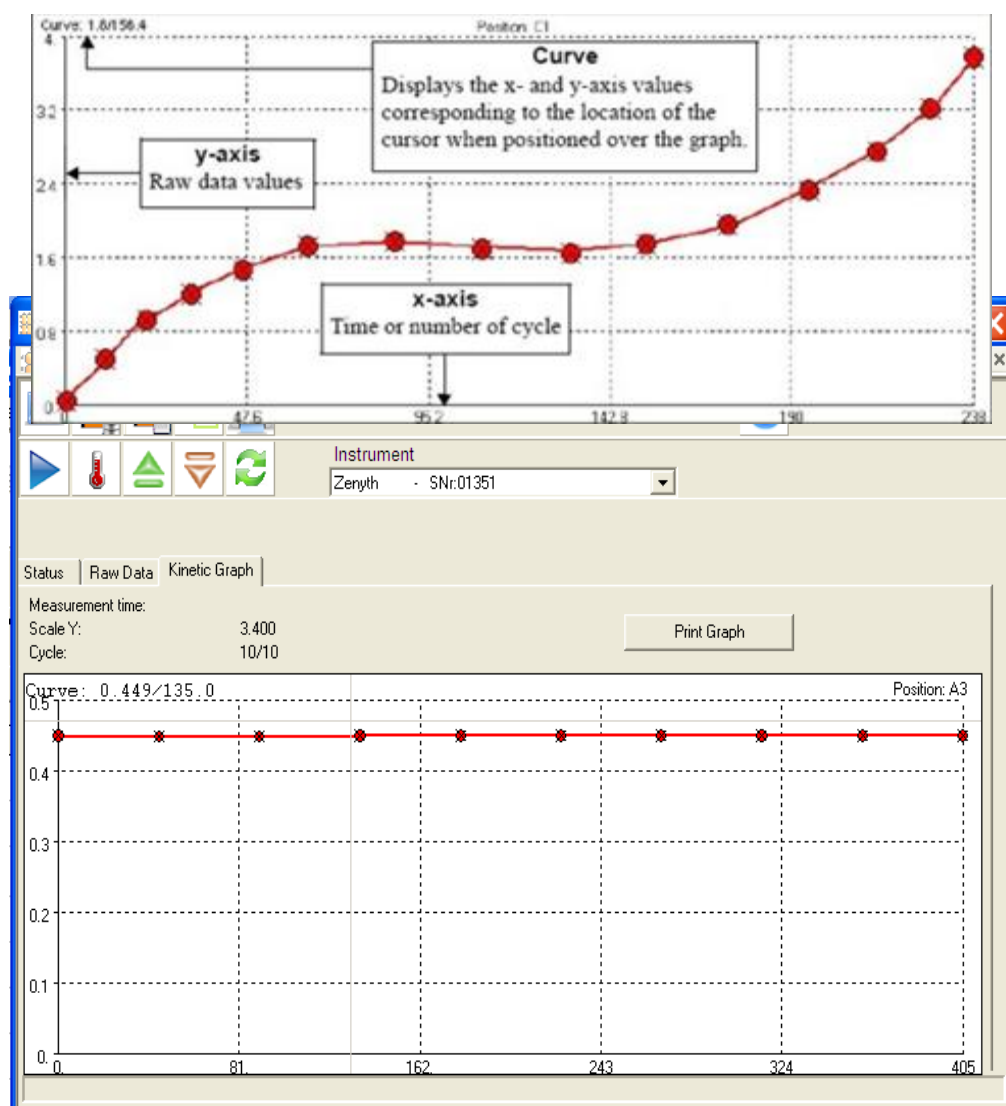 Curve: 1.6/156.4
Position: C1
4
3.2
2.4
1.6
0.8
0
Curve
Displays the x- and y-axis values
corresponding to the location of the
cursor when positioned over the graph.
y-axis
Raw data values
x-axis
Time or number of cycle
0 47.6 95.2 142.8 190 238
Instrument
Zenyth - SNr:01351
Status Raw Data Kinetic Graph
Measurement time:
Scale Y: 3.400
Cycle: 10/10
Print Graph
Curve: 0.449/135.0
Position: A3
0.5
0.4
0.3
0.2
0.1
0.
0. 81. 162. 243 324 405